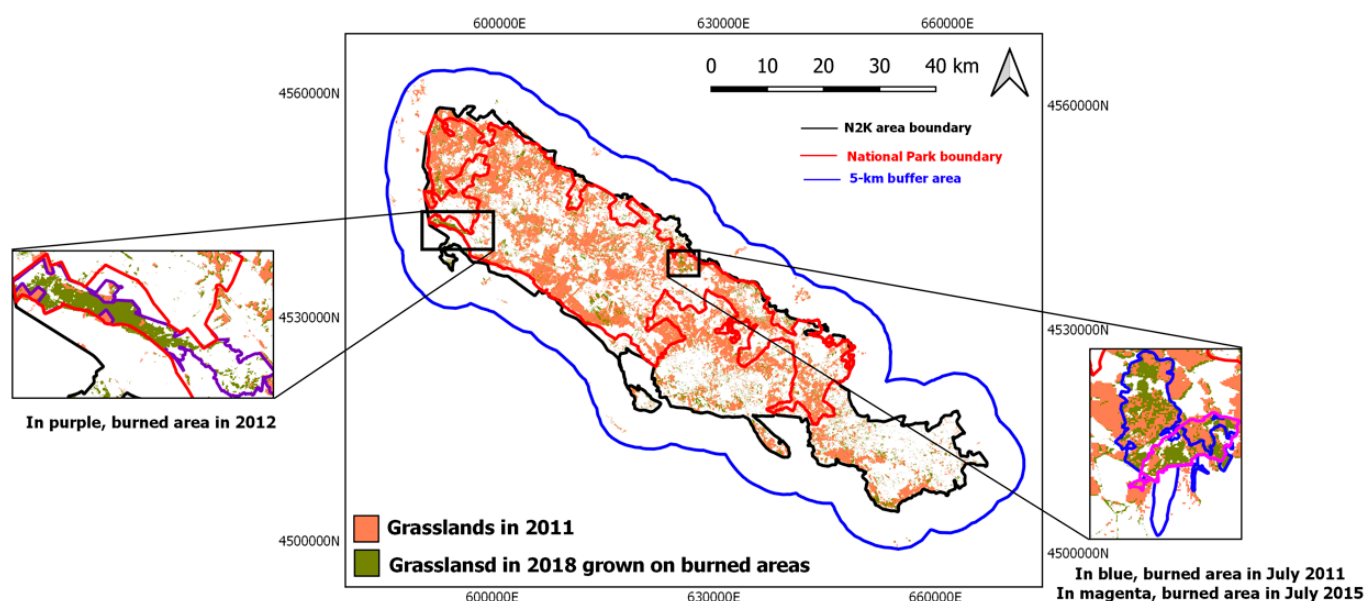 600000E 630000E 660000E
0 10 20 30 40 km
4560000N 4560000N
N2K area boundary
National Park boundary
5-km buffer area
4530000N 4530000N
In purple, burned area in 2012
Grasslands in 2011
Grasslansd in 2018 grown on burned areas
4500000N 4500000N
In blue, burned area in July 2011
In magenta, burned area in July 2015
600000E 630000E 660000E